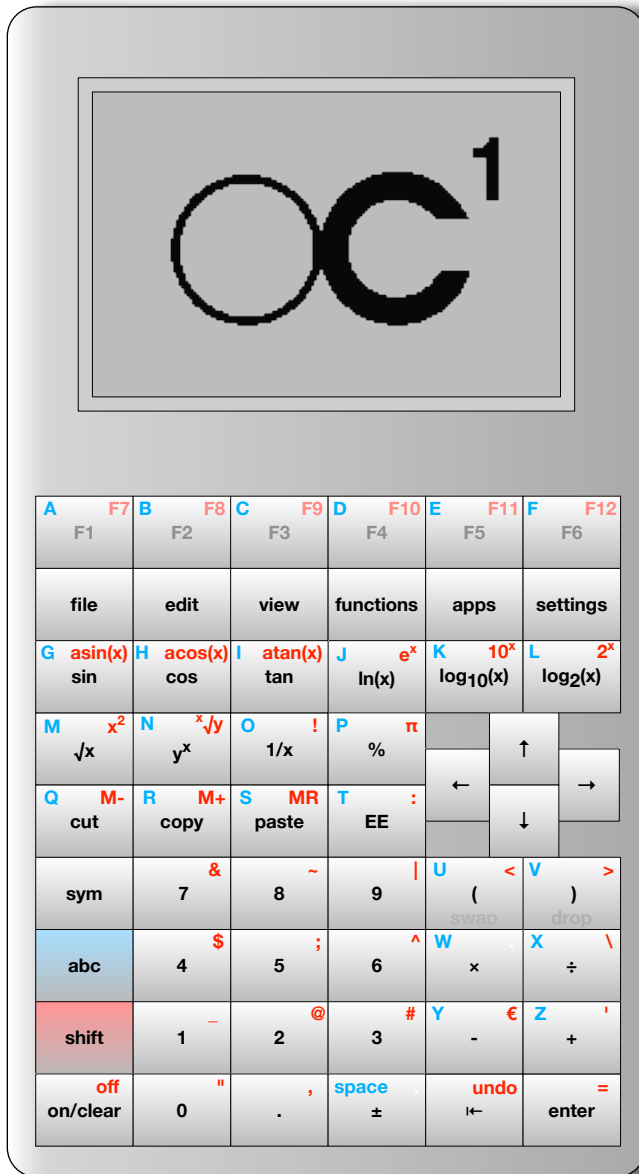 ∝c 1
A F7 B F8 C F9 D F10 E F11 F F12
F1 F2 F3 F4 F5 F6
file edit view functions apps settings
G asin(x) H acos(x) I atan(x) J eˣ K 10ˣ L 2ˣ
sin cos tan ln(x) log₁₀(x) log₂(x)
M x² N ˣ√y O ! P π
√x yˣ 1/x % ↑
← →
Q M- R M+ S MR T :
cut copy paste EE ↓
& ~ | U < V >
sym 7 8 9 ( )
swap drop
$ ; ^ W . X \
abc 4 5 6 × ÷
_ @ # Y € Z '
shift 1 2 3 - +
off " , space . undo =
on/clear 0 . ± I← enter